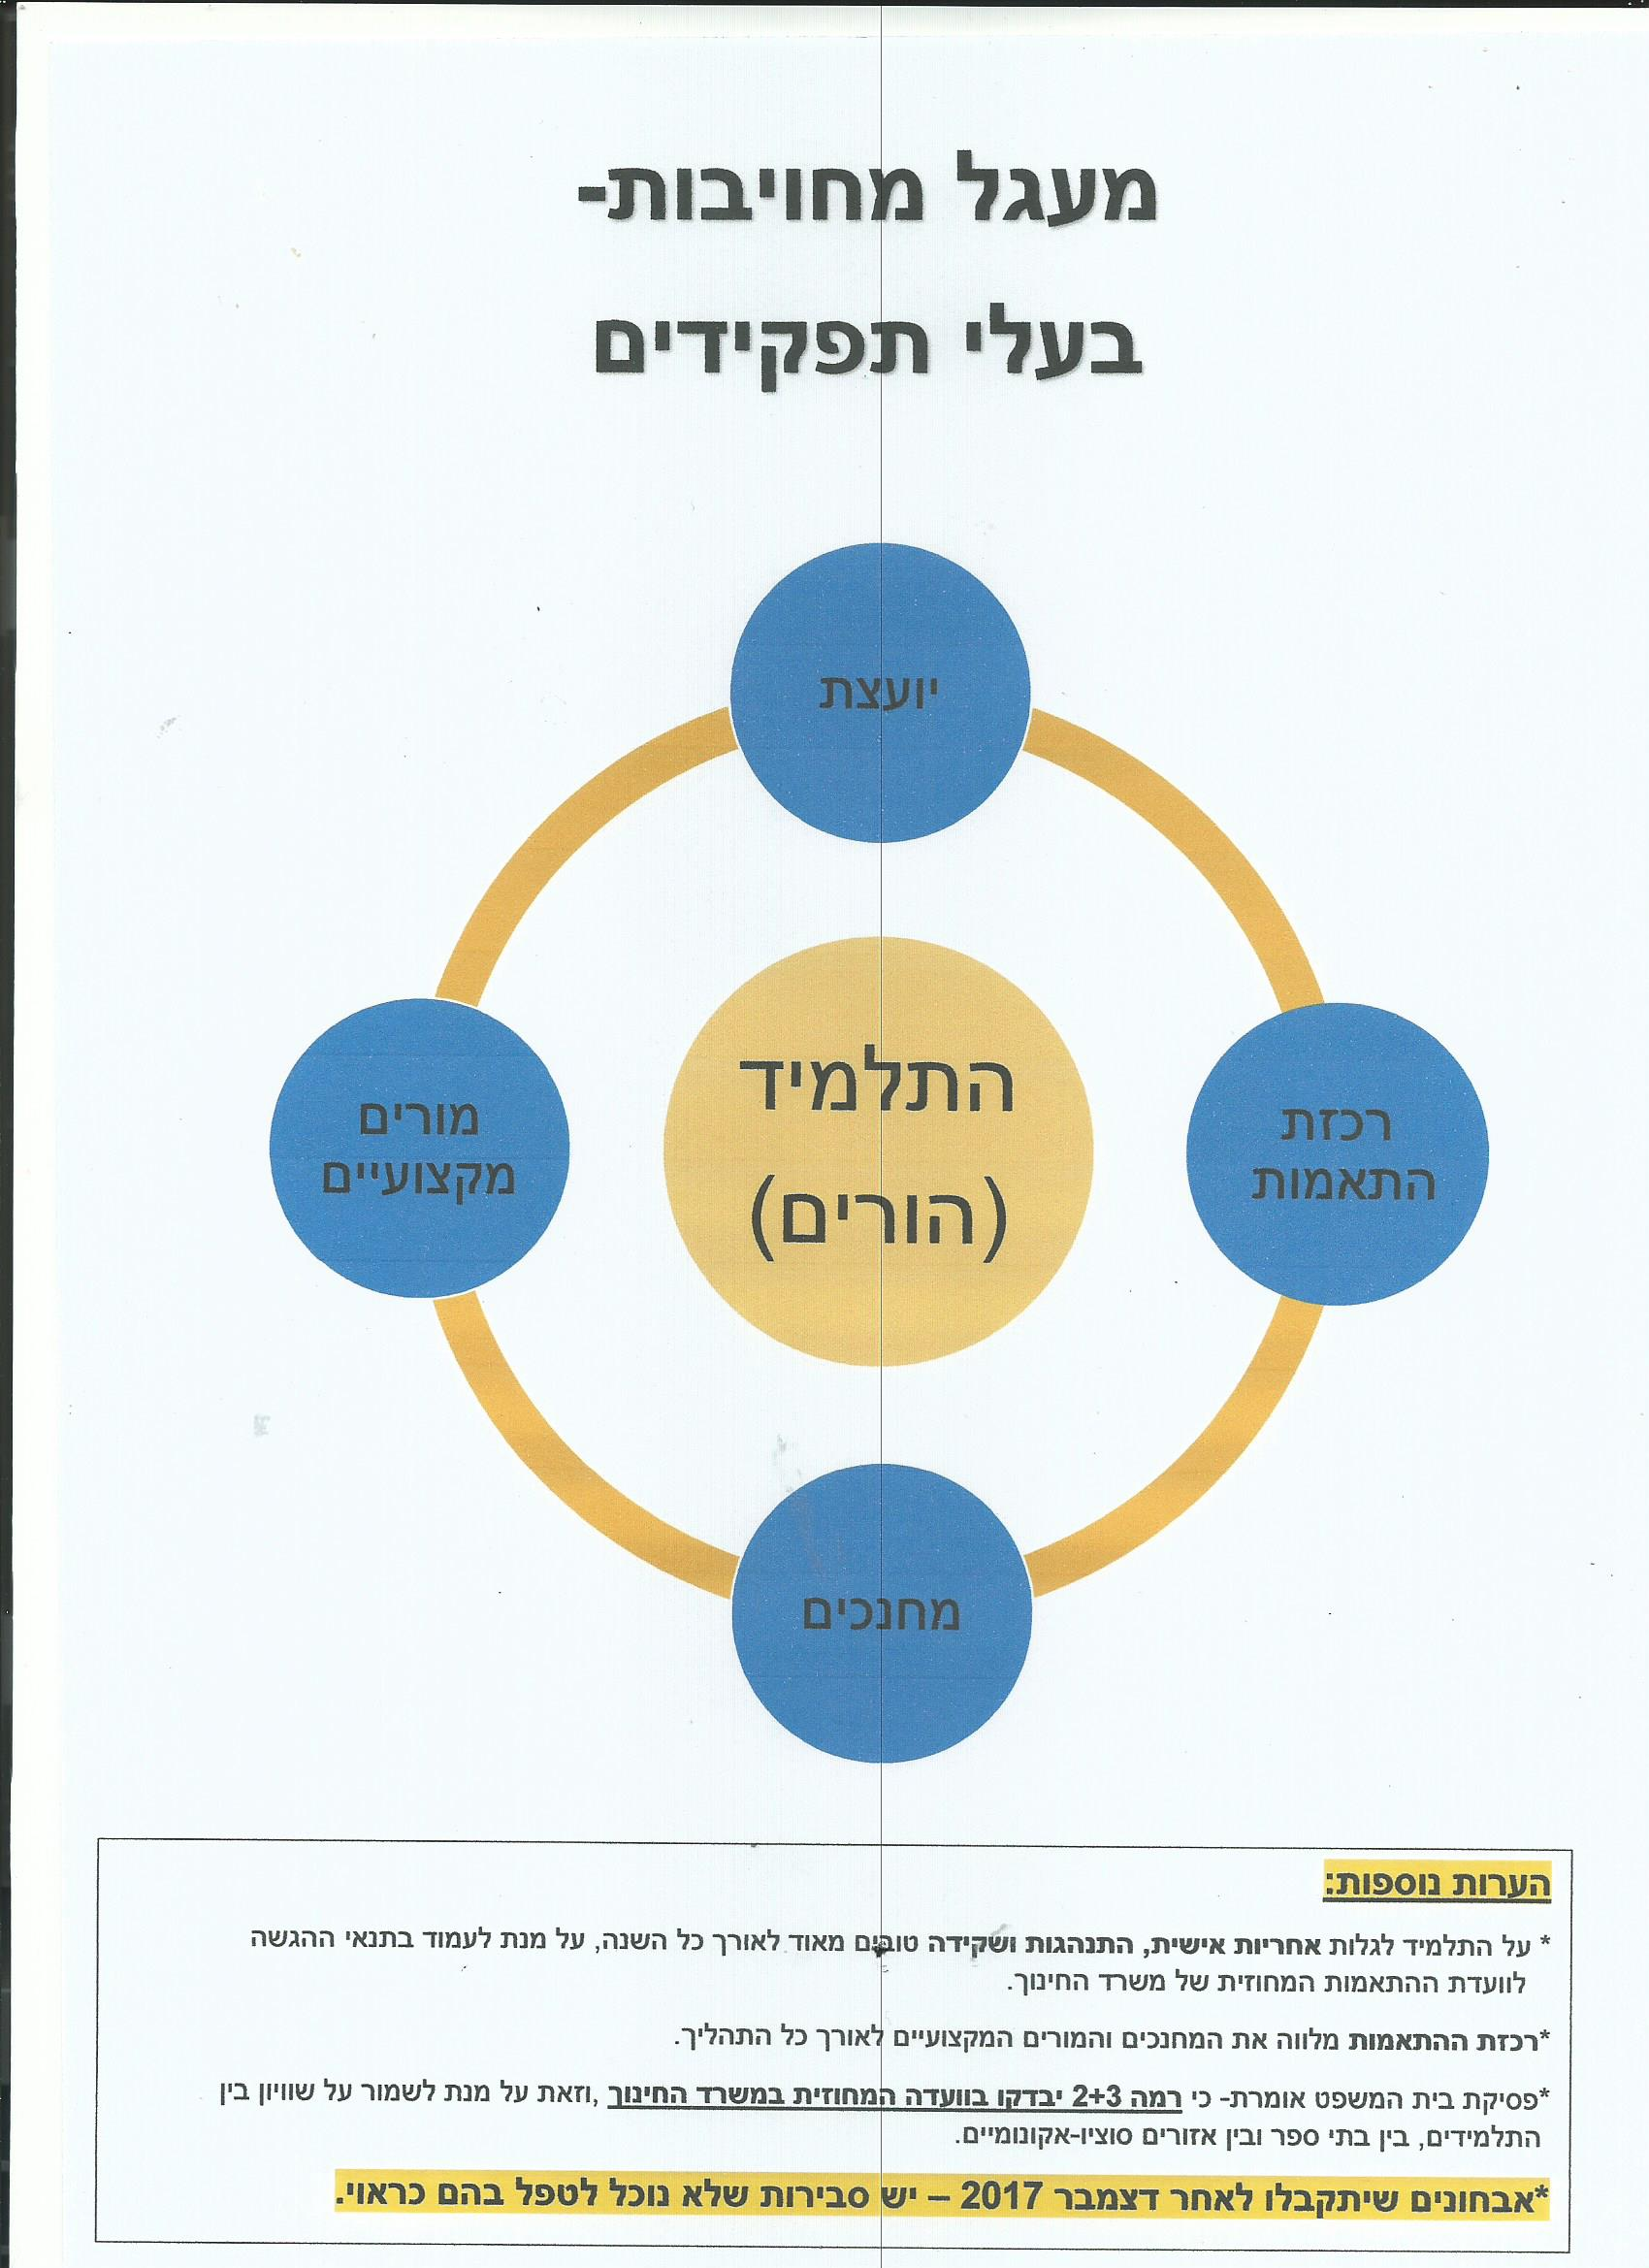 מעגל מחויבות-
בעלי תפקידים
יועצת
רכזת
התאמות
התלמיד
(הורים)
מורים
מקצועיים
מחנכים
הערות נוספות:
* על התלמיד לגלות אחריות אישית, התנהגות ושקידה טובים מאוד לאורך כל השנה, על מנת לעמוד בתנאי ההגשה
לוועדת ההתאמות המחוזית של משרד החינוך.
*רכזת ההתאמות מלווה את המחנכים והמורים המקצועיים לאורך כל התהליך.
*פסיקת בית המשפט אומרת- כי רמה 2+3 יבדקו בוועדה המחוזית במשרד החינוך ,וזאת על מנת לשמור על שוויון בין
התלמידים, בין בתי ספר ובין אזורים סוציו-אקונומיים.
*אבחונים שיתקבלו לאחר דצמבר 2017 – יש סבירות שלא נוכל לטפל בהם כראוי.